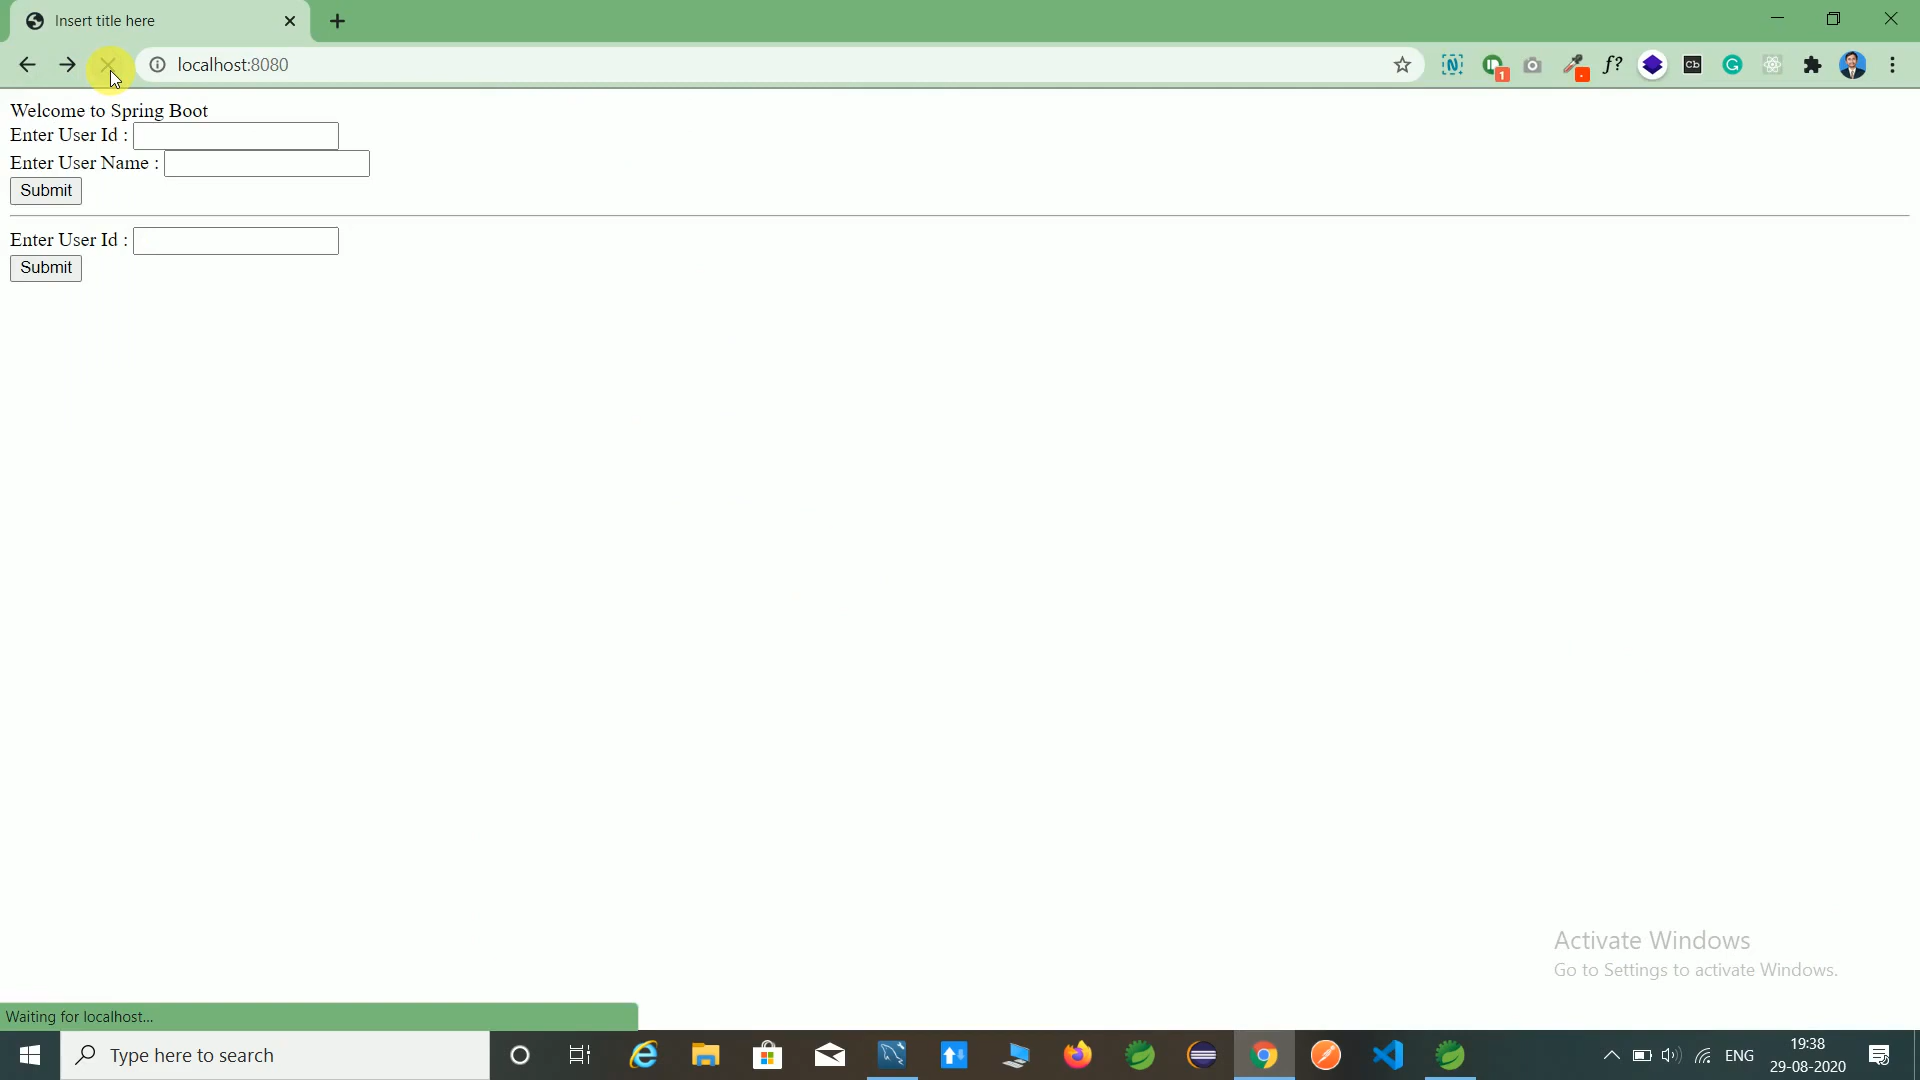 Insert title here
localhost:8080
1
f?
Cb
Welcome to Spring Boot
Enter User Id :
Enter User Name :
Submit
Enter User Id :
Submit
Activate Windows
Go to Settings to activate Windows.
Waiting for localhost...
Type here to search
ENG
19:38
29-08-2020